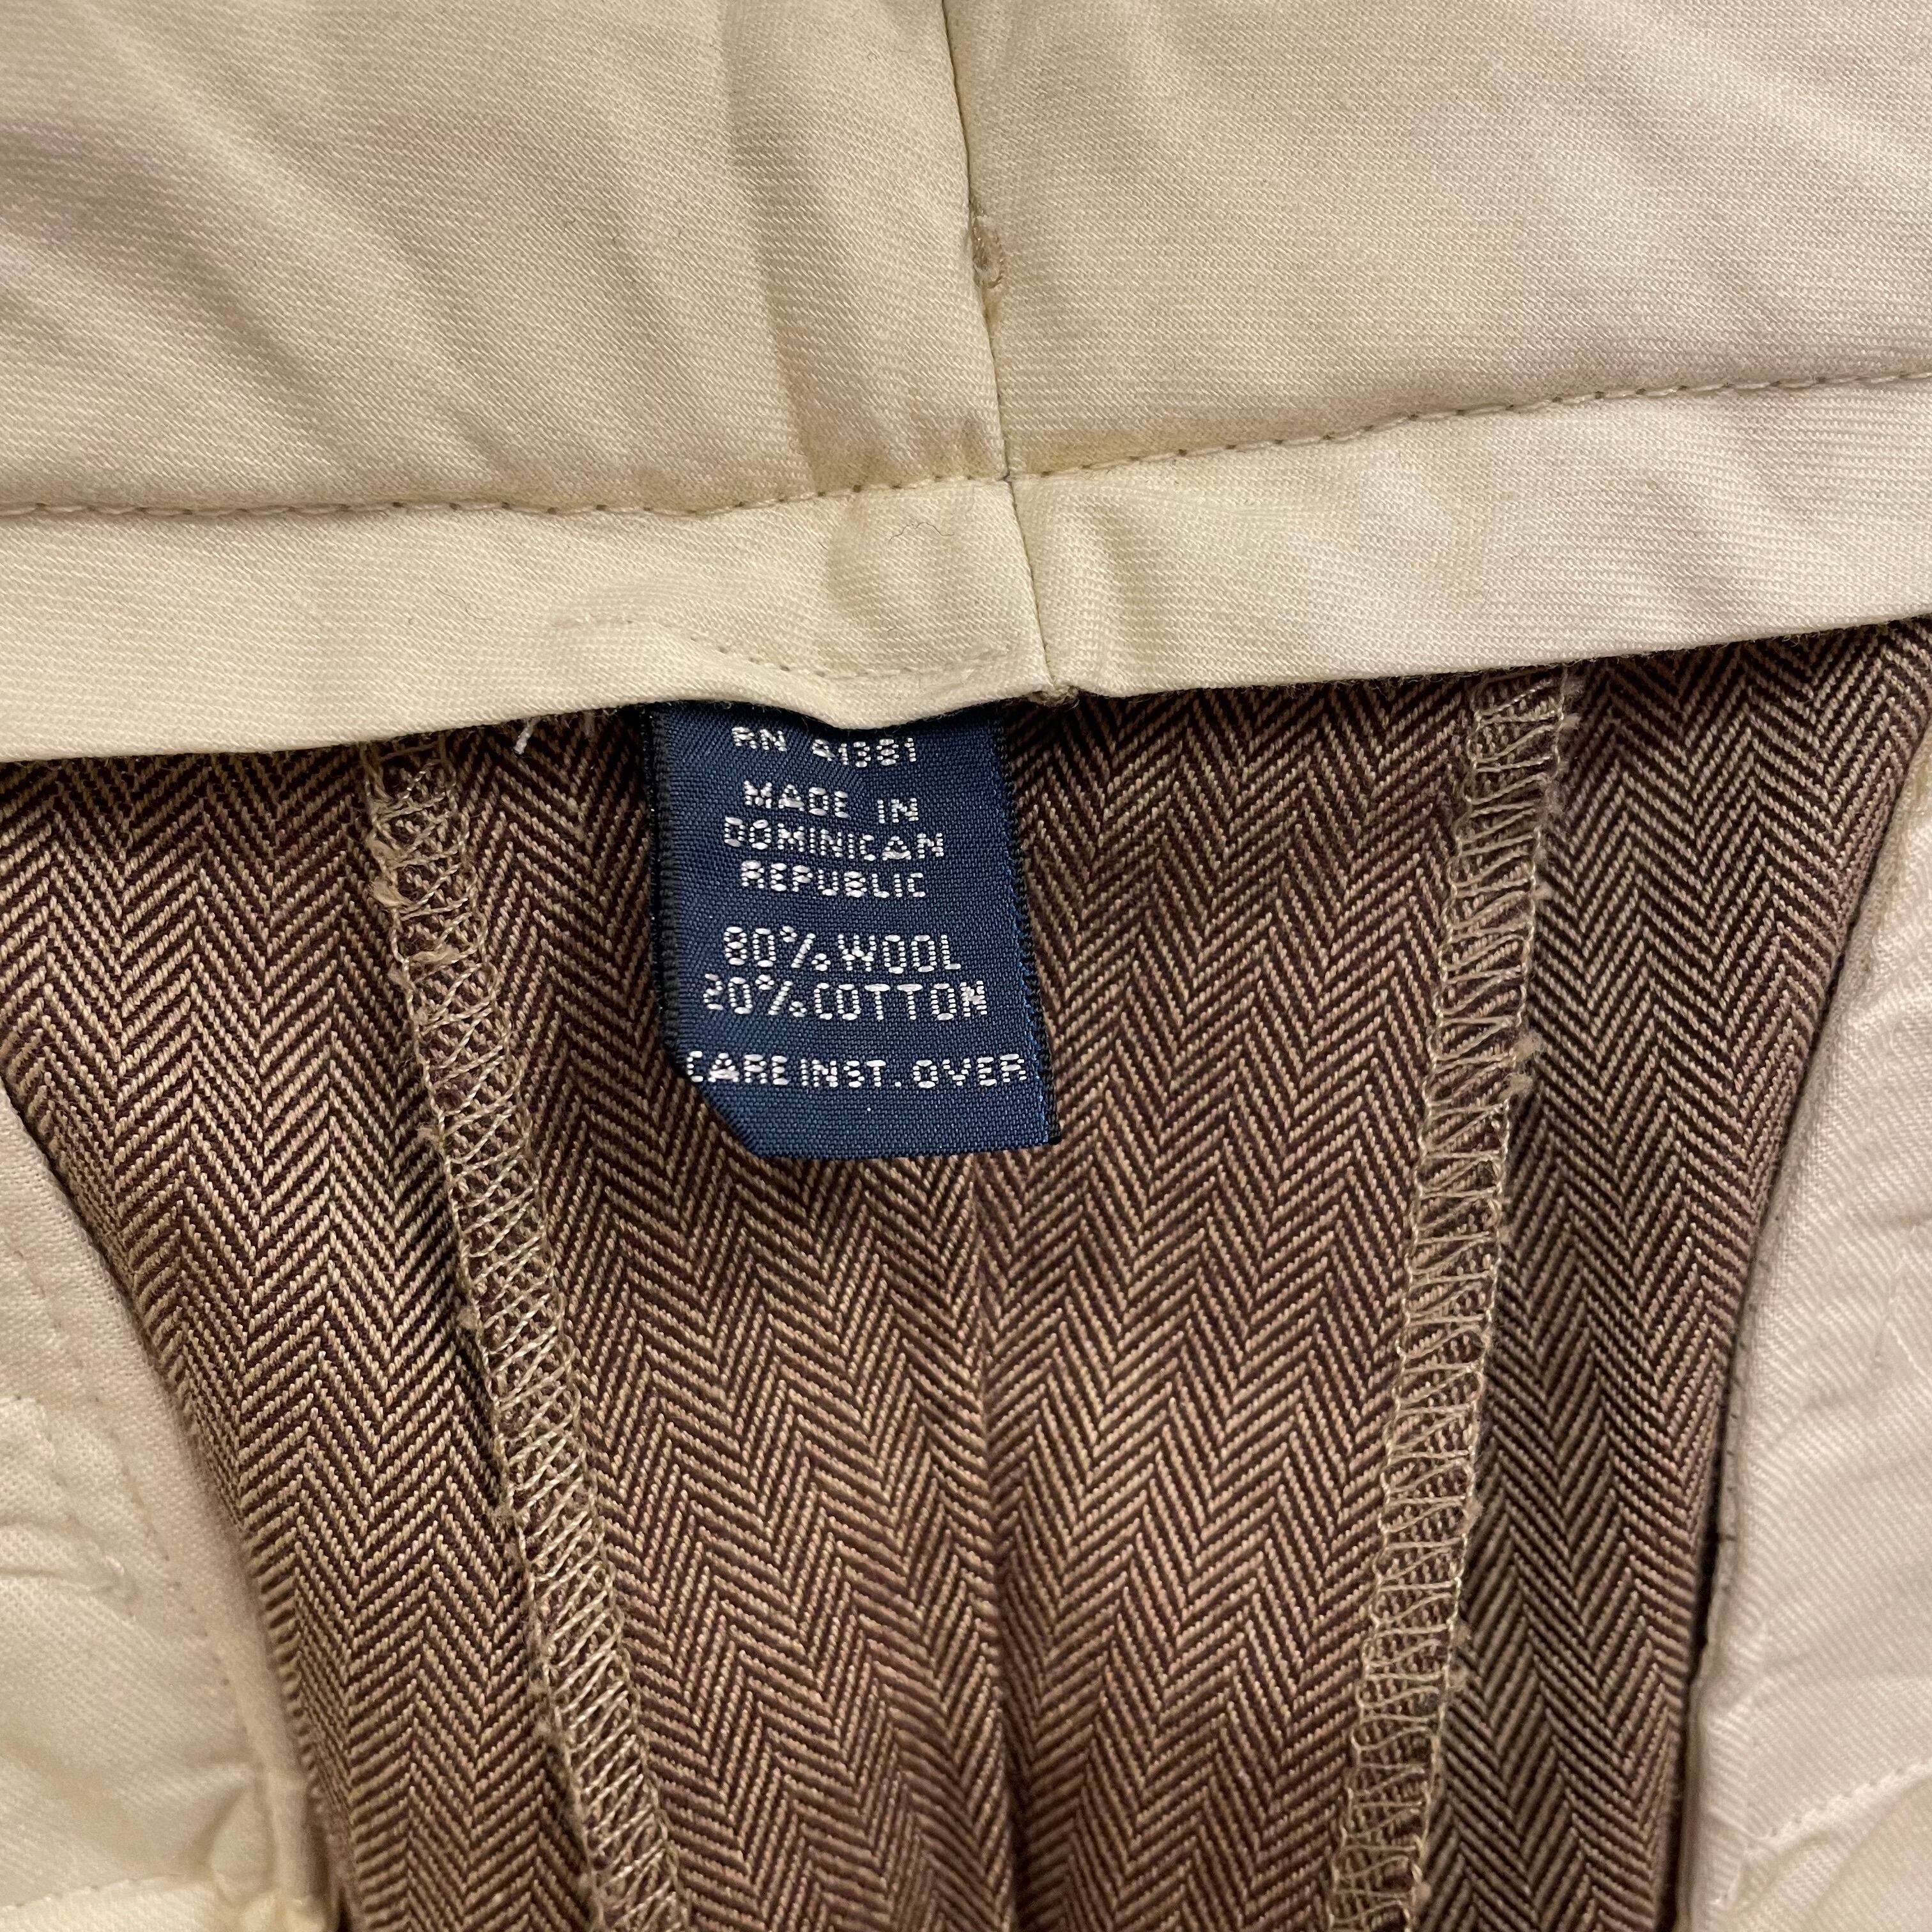 RN 41381
MADE IN
DOMINICAN
REPUBLIC
80%WOOL
20%COTTON
CARE INST. OVER